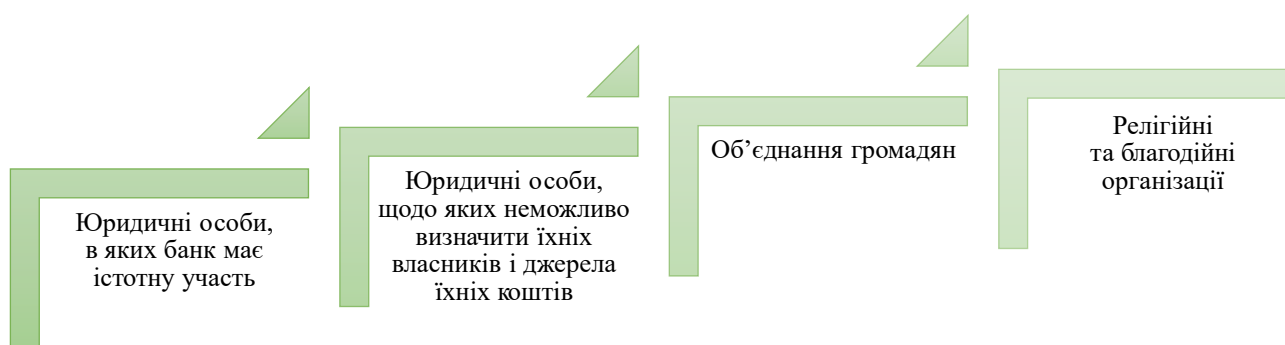 Юридичні особи,
в яких банк має
істотну участь
Юридичні особи,
щодо яких неможливо
визначити їхніх
власників і джерела
їхніх коштів
Об’єднання громадян
Релігійні
та благодійні
організації